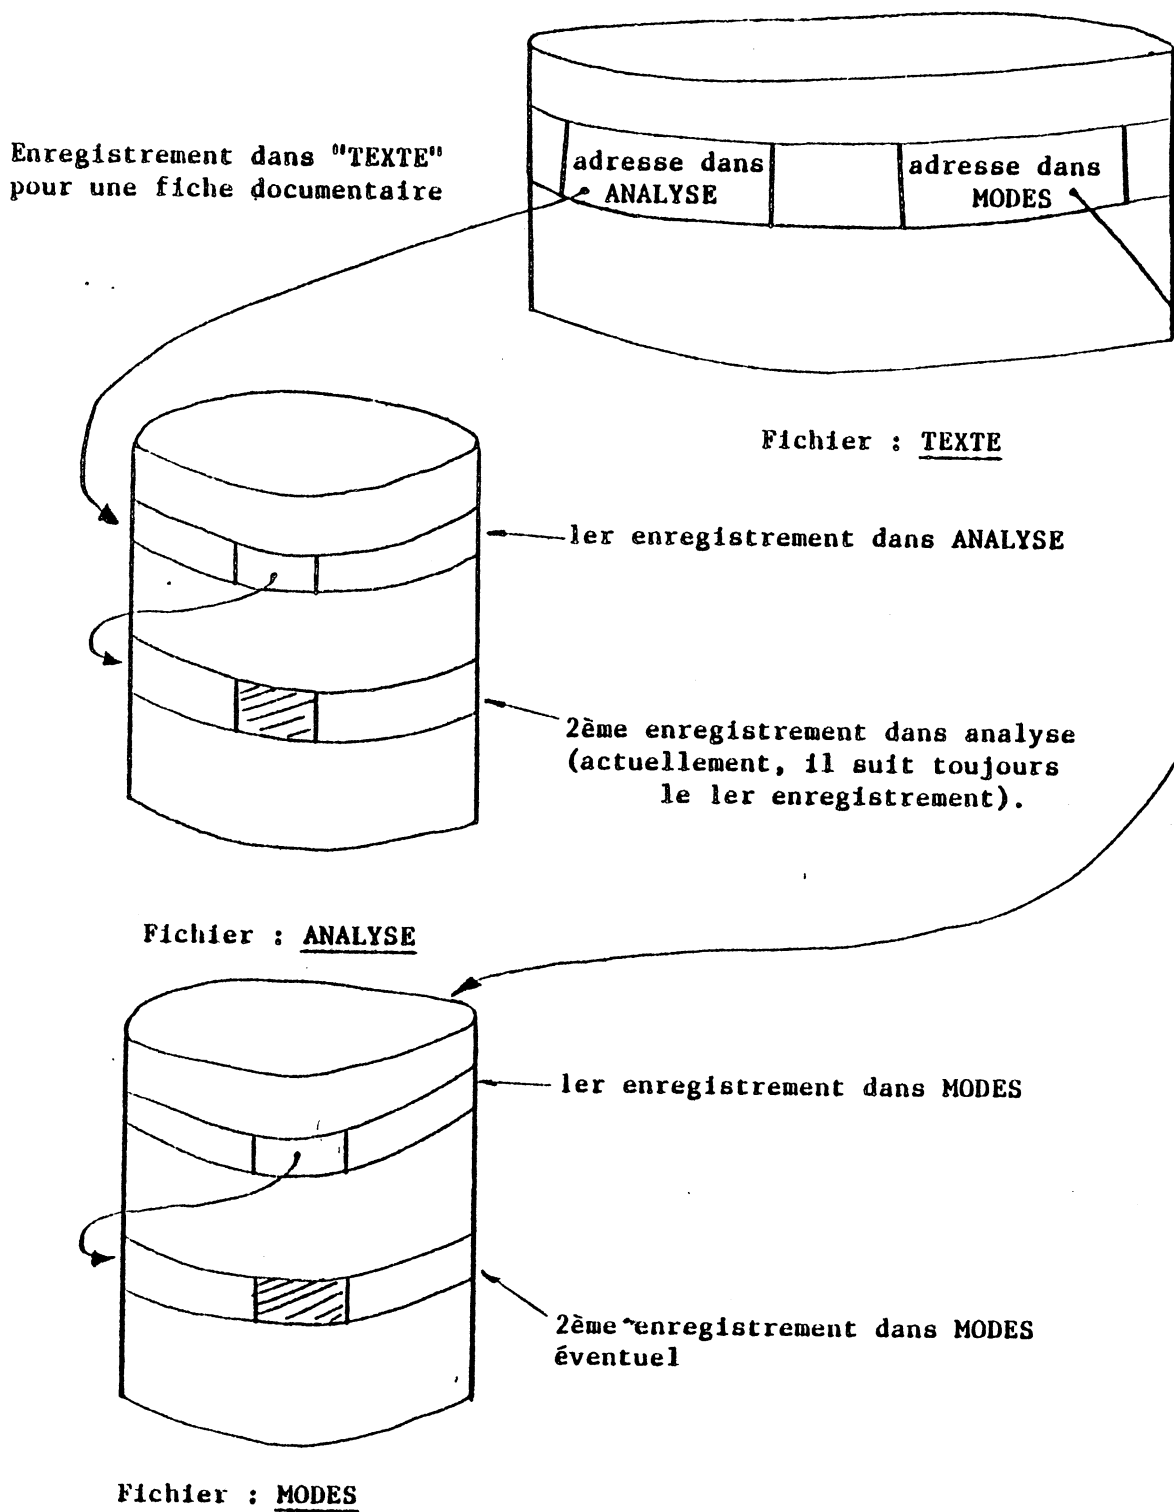 Enregistrement dans "TEXTE"
pour une fiche documentaire
adresse dans
ANALYSE
adresse dans
MODES
Fichier : TEXTE
1er enregistrement dans ANALYSE
2ème enregistrement dans analyse
(actuellement, il suit toujours
le 1er enregistrement).
Fichier : ANALYSE
1er enregistrement dans MODES
2ème enregistrement dans MODES
éventuel
Fichier : MODES